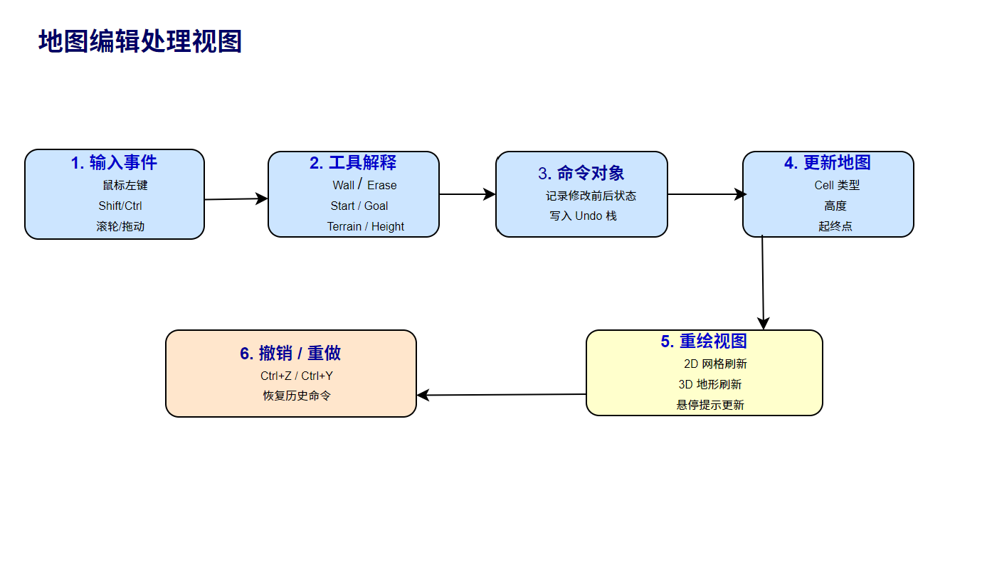 地图编辑处理视图
1. 输入事件
鼠标左键
Shift/Ctrl
滚轮/拖动
2. 工具解释
Wall / Erase
Start / Goal
Terrain / Height
3. 命令对象
记录修改前后状态
写入 Undo 栈
4. 更新地图
Cell 类型
高度
起终点
5. 重绘视图
2D 网格刷新
3D 地形刷新
悬停提示更新
6. 撤销 / 重做
Ctrl+Z / Ctrl+Y
恢复历史命令